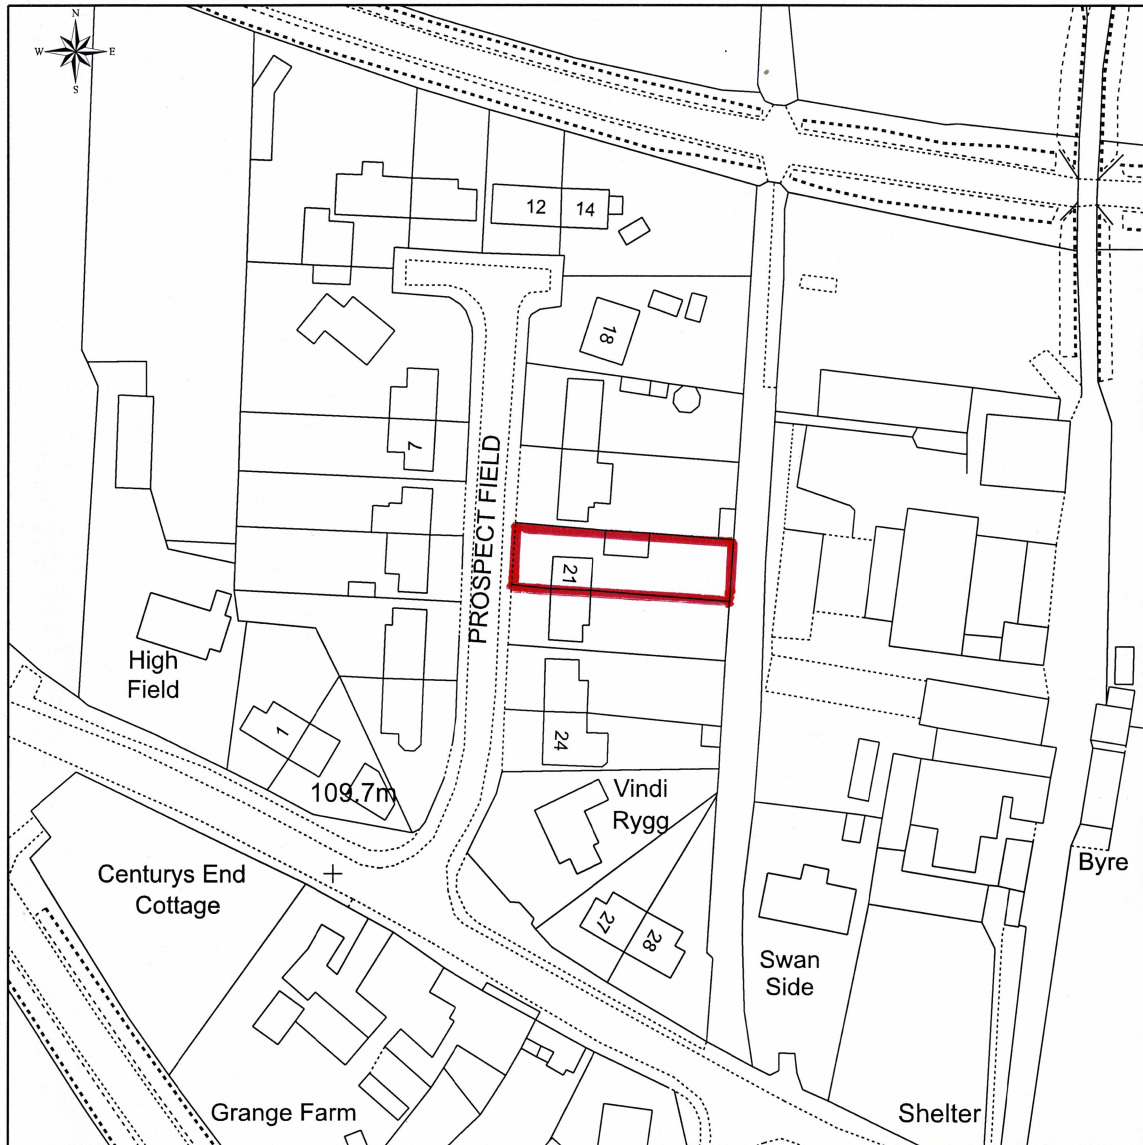 N
W E
S
12 14
18
7
PROSPECT FIELD
21
High
Field
1
24
109.7m
Vindi
Rygg
Centurys End
Cottage
Byre
27
28
Swan
Side
Grange Farm
Shelter